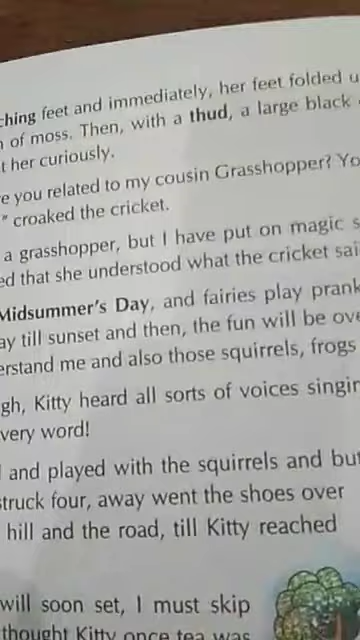 ching feet and immediately, her feet folded u
of moss. Then, with a thud, a large black
t her curiously.
e you related to my cousin Grasshopper? Yo
" croaked the cricket.
a grasshopper, but I have put on magic s
ed that she understood what the cricket sai
Midsummer's Day, and fairies play prank
ay till sunset and then, the fun will be ove
erstand me and also those squirrels, frogs
gh, Kitty heard all sorts of voices singin
very word!
and played with the squirrels and but
struck four, away went the shoes over
hill and the road, till Kitty reached
will soon set, I must skip
thought Kitty once tea was